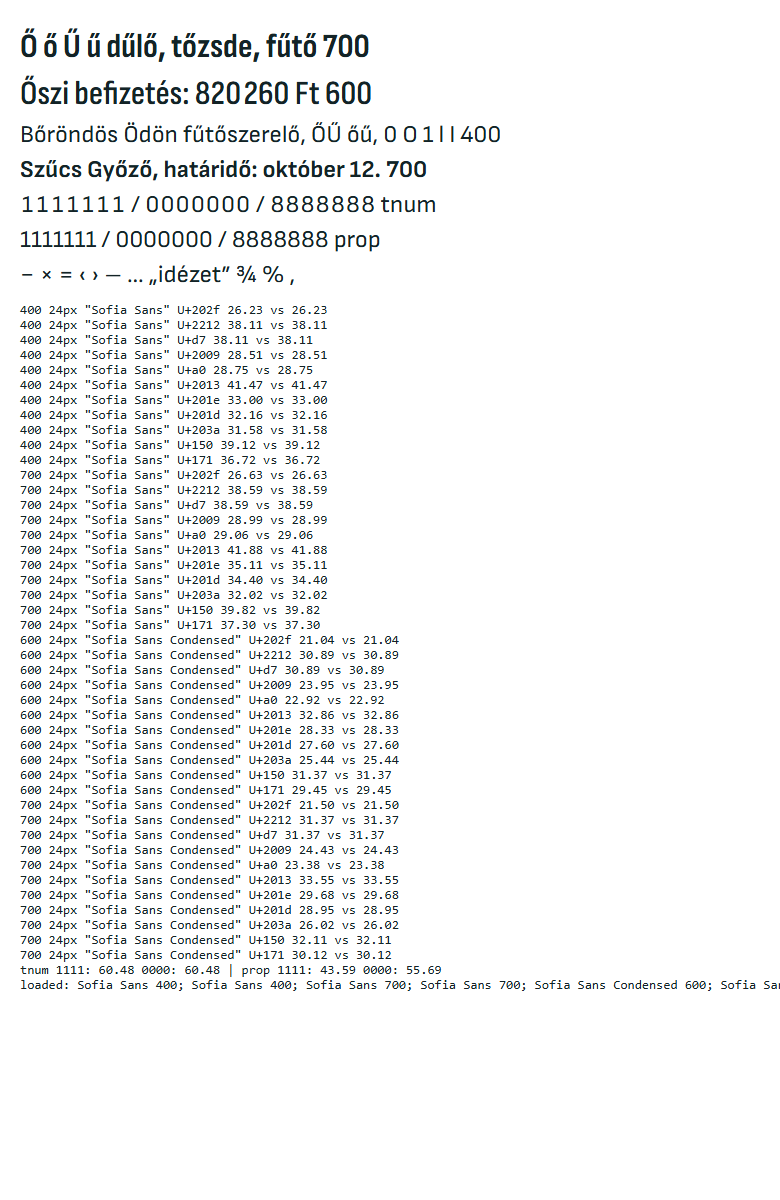 Ő ő Ű ű dűlő, tőzsde, fűtő 700
Őszi befizetés: 820 260 Ft 600
Bőröndös Ödön fűtőszerelő, ŐŰ őű, 0 O 1 l I 400
Szűcs Győző, határidő: október 12. 700
1111111 / 0000000 / 8888888 tnum
1111111 / 0000000 / 8888888 prop
− × = ‹ › — … „idézet” ¾ % ,
400 24px "Sofia Sans" U+202f 26.23 vs 26.23
400 24px "Sofia Sans" U+2212 38.11 vs 38.11
400 24px "Sofia Sans" U+d7 38.11 vs 38.11
400 24px "Sofia Sans" U+2009 28.51 vs 28.51
400 24px "Sofia Sans" U+a0 28.75 vs 28.75
400 24px "Sofia Sans" U+2013 41.47 vs 41.47
400 24px "Sofia Sans" U+201e 33.00 vs 33.00
400 24px "Sofia Sans" U+201d 32.16 vs 32.16
400 24px "Sofia Sans" U+203a 31.58 vs 31.58
400 24px "Sofia Sans" U+150 39.12 vs 39.12
400 24px "Sofia Sans" U+171 36.72 vs 36.72
700 24px "Sofia Sans" U+202f 26.63 vs 26.63
700 24px "Sofia Sans" U+2212 38.59 vs 38.59
700 24px "Sofia Sans" U+d7 38.59 vs 38.59
700 24px "Sofia Sans" U+2009 28.99 vs 28.99
700 24px "Sofia Sans" U+a0 29.06 vs 29.06
700 24px "Sofia Sans" U+2013 41.88 vs 41.88
700 24px "Sofia Sans" U+201e 35.11 vs 35.11
700 24px "Sofia Sans" U+201d 34.40 vs 34.40
700 24px "Sofia Sans" U+203a 32.02 vs 32.02
700 24px "Sofia Sans" U+150 39.82 vs 39.82
700 24px "Sofia Sans" U+171 37.30 vs 37.30
600 24px "Sofia Sans Condensed" U+202f 21.04 vs 21.04
600 24px "Sofia Sans Condensed" U+2212 30.89 vs 30.89
600 24px "Sofia Sans Condensed" U+d7 30.89 vs 30.89
600 24px "Sofia Sans Condensed" U+2009 23.95 vs 23.95
600 24px "Sofia Sans Condensed" U+a0 22.92 vs 22.92
600 24px "Sofia Sans Condensed" U+2013 32.86 vs 32.86
600 24px "Sofia Sans Condensed" U+201e 28.33 vs 28.33
600 24px "Sofia Sans Condensed" U+201d 27.60 vs 27.60
600 24px "Sofia Sans Condensed" U+203a 25.44 vs 25.44
600 24px "Sofia Sans Condensed" U+150 31.37 vs 31.37
600 24px "Sofia Sans Condensed" U+171 29.45 vs 29.45
700 24px "Sofia Sans Condensed" U+202f 21.50 vs 21.50
700 24px "Sofia Sans Condensed" U+2212 31.37 vs 31.37
700 24px "Sofia Sans Condensed" U+d7 31.37 vs 31.37
700 24px "Sofia Sans Condensed" U+2009 24.43 vs 24.43
700 24px "Sofia Sans Condensed" U+a0 23.38 vs 23.38
700 24px "Sofia Sans Condensed" U+2013 33.55 vs 33.55
700 24px "Sofia Sans Condensed" U+201e 29.68 vs 29.68
700 24px "Sofia Sans Condensed" U+201d 28.95 vs 28.95
700 24px "Sofia Sans Condensed" U+203a 26.02 vs 26.02
700 24px "Sofia Sans Condensed" U+150 32.11 vs 32.11
700 24px "Sofia Sans Condensed" U+171 30.12 vs 30.12
tnum 1111: 60.48 0000: 60.48 | prop 1111: 43.59 0000: 55.69
loaded: Sofia Sans 400; Sofia Sans 400; Sofia Sans 700; Sofia Sans 700; Sofia Sans Condensed 600; Sofia